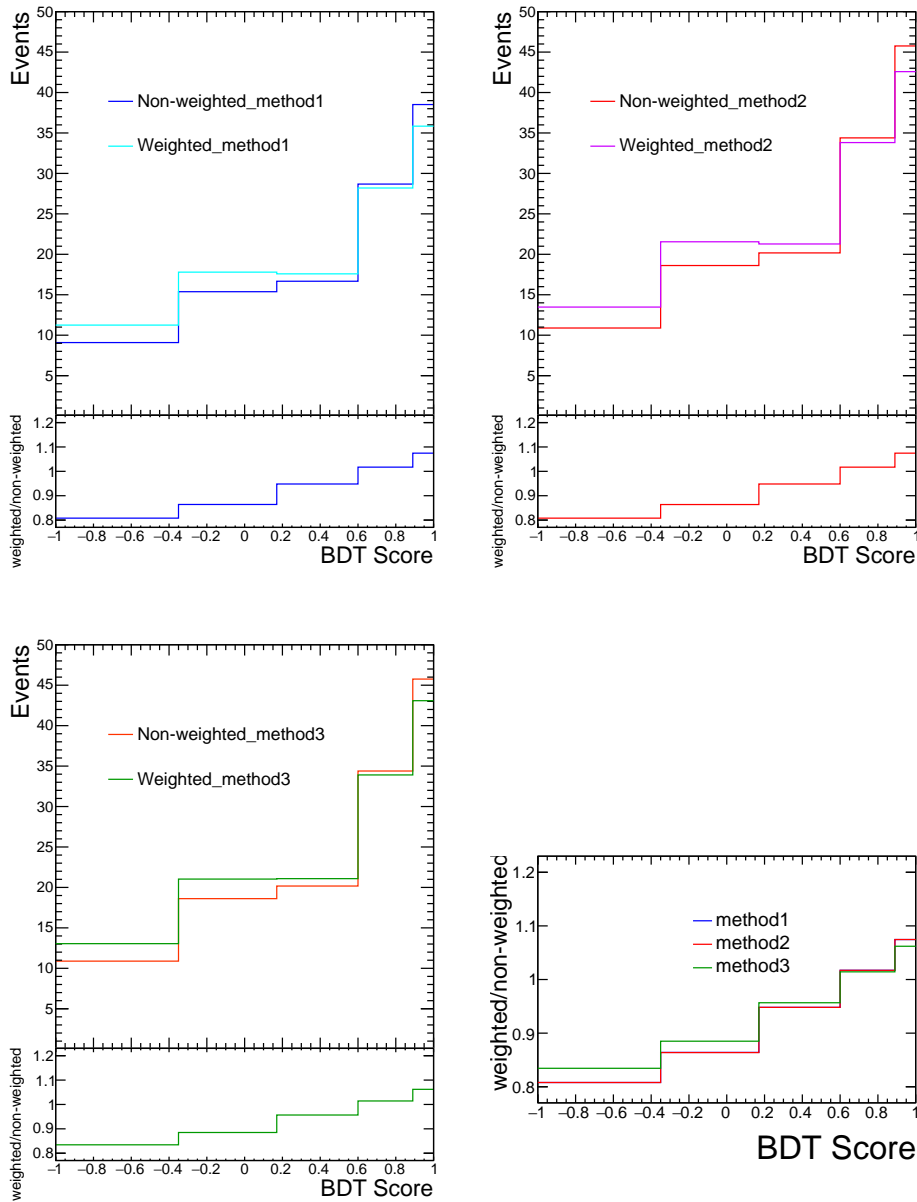 Events
50
45
40
35
30
25
20
15
10
5
Non-weighted_method1
Weighted_method1
weighted/non-weighted
1.2
1.1
1
0.9
0.8
−1 −0.8 −0.6 −0.4 −0.2 0 0.2 0.4 0.6 0.8 1
BDT Score
Events
50
45
40
35
30
25
20
15
10
5
Non-weighted_method2
Weighted_method2
weighted/non-weighted
1.2
1.1
1
0.9
0.8
−1 −0.8 −0.6 −0.4 −0.2 0 0.2 0.4 0.6 0.8 1
BDT Score
Events
50
45
40
35
30
25
20
15
10
5
Non-weighted_method3
Weighted_method3
weighted/non-weighted
1.2
1.1
1
0.9
0.8
−1 −0.8 −0.6 −0.4 −0.2 0 0.2 0.4 0.6 0.8 1
BDT Score
weighted/non-weighted
1.2
1.1
1
0.9
0.8
method1
method2
method3
−1 −0.8 −0.6 −0.4 −0.2 0 0.2 0.4 0.6 0.8 1
BDT Score